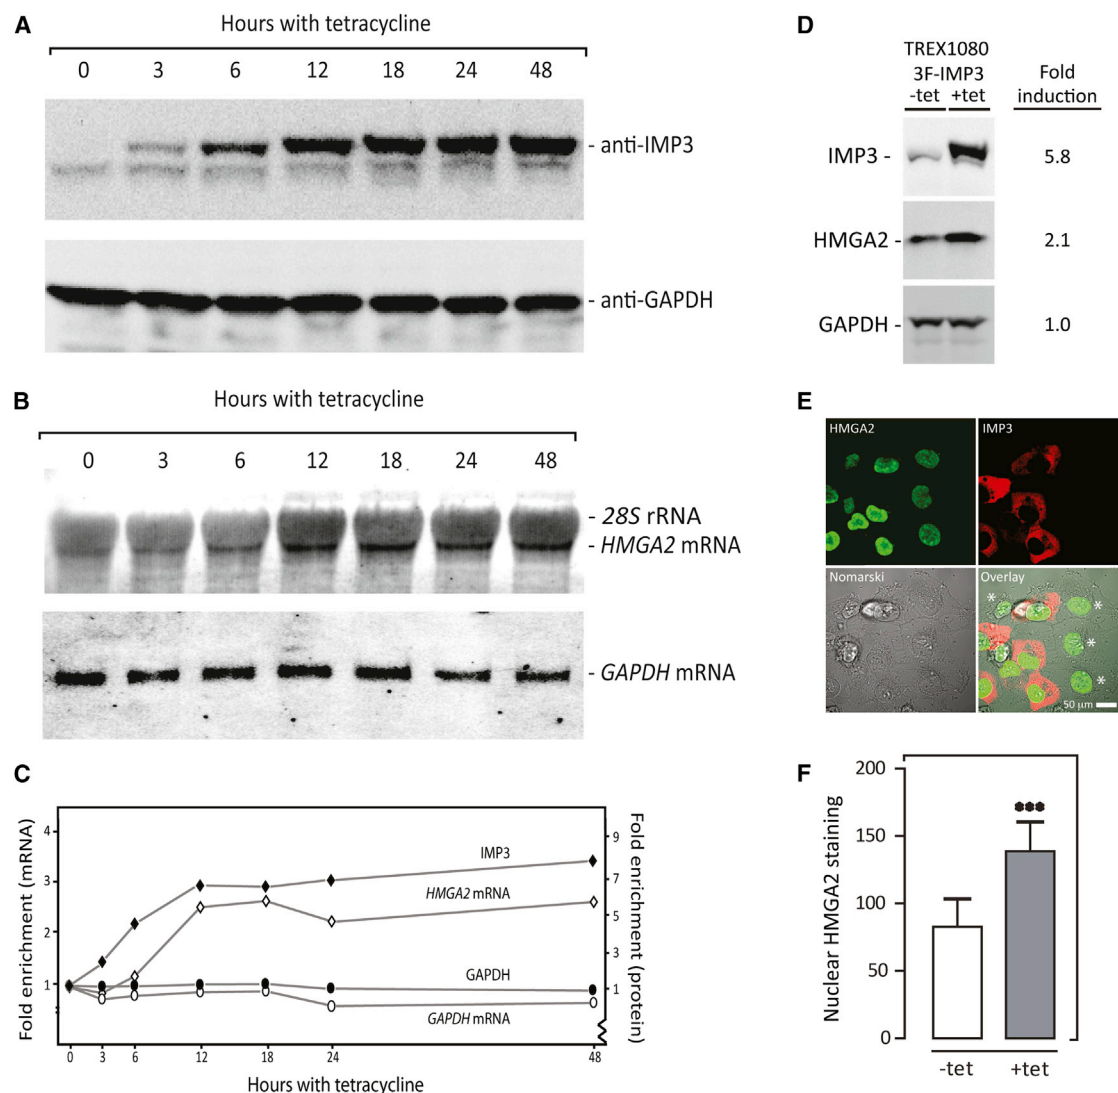 A
Hours with tetracycline
0 3 6 12 18 24 48
- anti-IMP3
- anti-GAPDH
B
Hours with tetracycline
0 3 6 12 18 24 48
- 28S rRNA
- HMGA2 mRNA
- GAPDH mRNA
C
Fold enrichment (mRNA)
4
3
2
1
IMP3
HMGA2 mRNA
GAPDH
GAPDH mRNA
9
7
5
3
1
Fold enrichment (protein)
0 3 6 12 18 24 48
Hours with tetracycline
D
TREX1080
3F-IMP3
-tet +tet
Fold
induction
IMP3 - 5.8
HMGA2 - 2.1
GAPDH - 1.0
E
HMGA2
IMP3
Nomarski
Overlay
* * * *
50 µm
F
Nuclear HMGA2 staining
200
150
100
50
0
***
-tet +tet